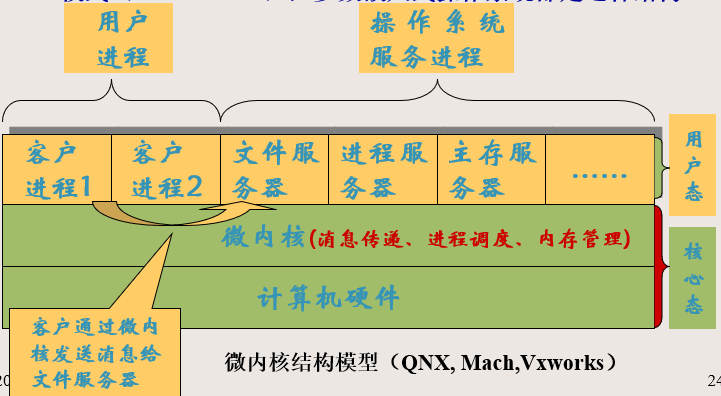 用户
进程
操作系统
服务进程
客户
进程1
客户
进程2
文件服
务器
进程服
务器
主存服
务器
……
用
户
态
微内核(消息传递、进程调度、内存管理)
核
心
态
计算机硬件
客户通过微内
核发送消息给
文件服务器
微内核结构模型（QNX, Mach,Vxworks）
20
24